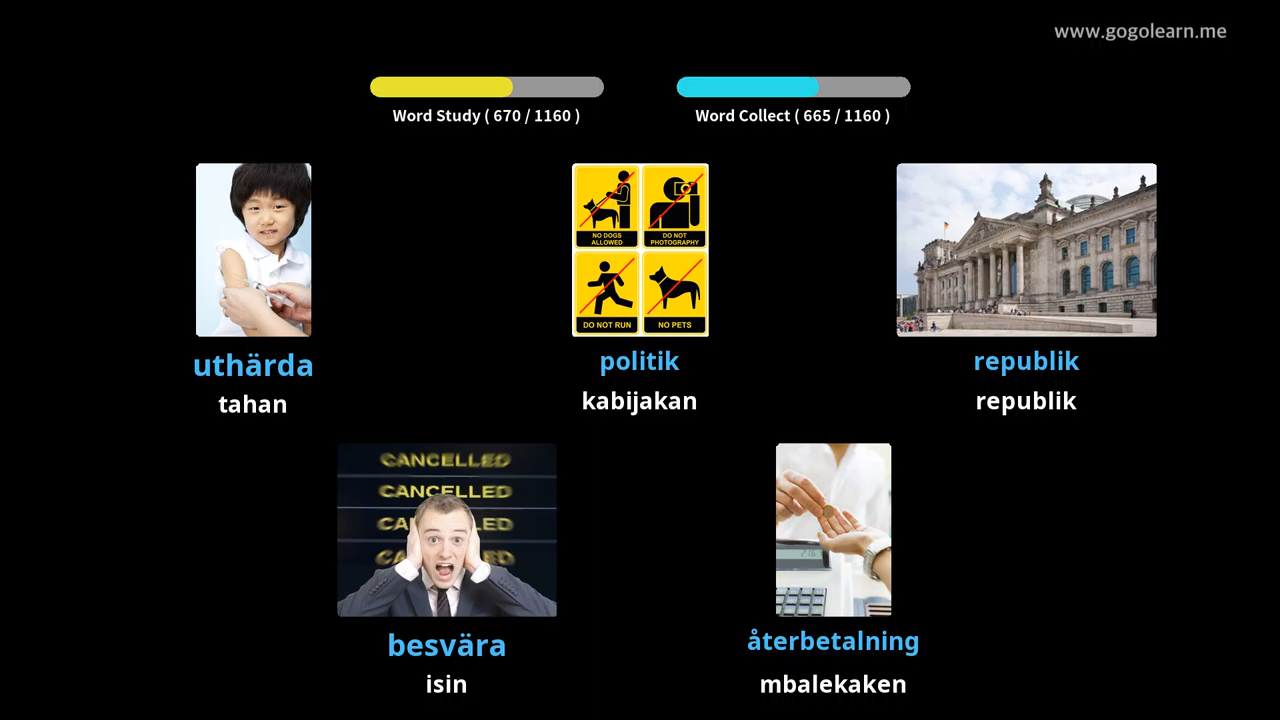 www.gogolearn.me
Word Study ( 670 / 1160 )
Word Collect ( 665 / 1160 )
NO DOGS
ALLOWED
DO NOT
PHOTOGRAPHY
DO NOT RUN
NO PETS
uthärda
tahan
politik
kabijakan
republik
republik
CANCELLED
CANCELLED
besvära
isin
återbetalning
mbalekaken